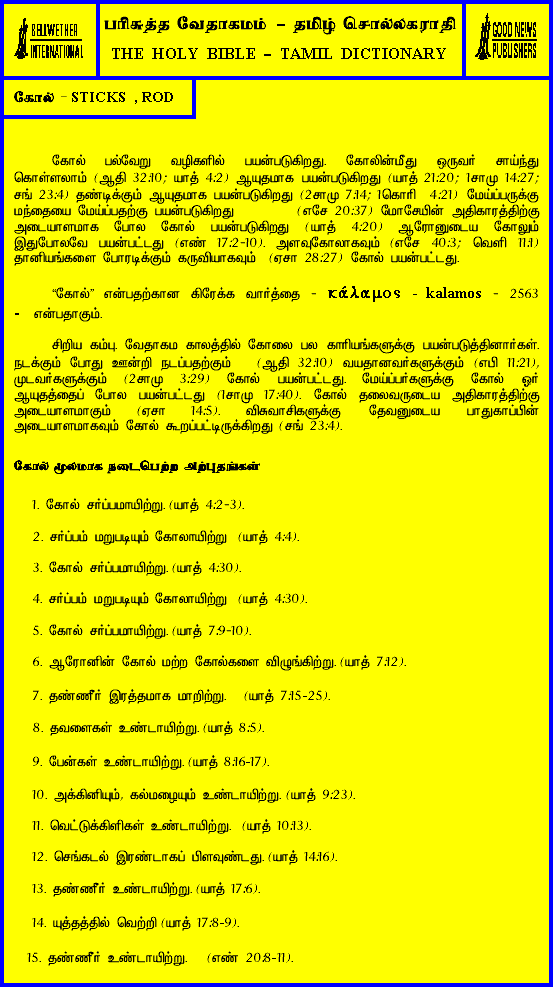 BELLWETHER
INTERNATIONAL
பரிசுத்த வேதாகமம் – தமிழ் சொல்லகராதி
THE HOLY BIBLE – TAMIL DICTIONARY
GOOD NEWS
PUBLISHERS
கோல் – STICKS , ROD
கோல் பல்வேறு வழிகளில் பயன்படுகிறது. கோலின்மீது ஒருவர் சாய்ந்து
கொள்ளலாம் (ஆதி 32:10; யாத் 4:2) ஆயுதமாக பயன்படுகிறது (யாத் 21:20; 1சாமு 14:27;
சங் 23:4) தண்டிக்கும் ஆயுதமாக பயன்படுகிறது (2சாமு 7:14; 1கொரி 4:21) மேய்ப்பருக்கு
மந்தையை மேய்ப்பதற்கு பயன்படுகிறது (எசே 20:37) மோசேயின் அதிகாரத்திற்கு
அடையாளமாக போல கோல் பயன்படுகிறது (யாத் 4:20) ஆரோனுடைய கோலும்
இதுபோலவே பயன்பட்டது (எண் 17:2-10). அளவுகோலாகவும் (எசே 40:3; வெளி 11:1)
தானியங்களை போரடிக்கும் கருவியாகவும் (ஏசா 28:27) கோல் பயன்பட்டது.
“கோல்” என்பதற்கான கிரேக்க வார்த்தை - κάλαμος - kalamos - 2563
- என்பதாகும்.
சிறிய கம்பு. வேதாகம காலத்தில் கோலை பல காரியங்களுக்கு பயன்படுத்தினார்கள்.
நடக்கும் போது ஊன்றி நடப்பதற்கும் (ஆதி 32:10) வயதானவர்களுக்கும் (எபி 11:21),
முடவர்களுக்கும் (2சாமு 3:29) கோல் பயன்பட்டது. மேய்ப்பர்களுக்கு கோல் ஓர்
ஆயுதத்தைப் போல பயன்பட்டது (1சாமு 17:40). கோல் தலைவருடைய அதிகாரத்திற்கு
அடையாளமாகும் (ஏசா 14:5). விசுவாசிகளுக்கு தேவனுடைய பாதுகாப்பின்
அடையாளமாகவும் கோல் கூறப்பட்டிருக்கிறது (சங் 23:4).
கோல் மூலமாக நடைபெற்ற அற்புதங்கள்
1. கோல் சர்ப்பமாயிற்று. (யாத் 4:2-3).
2. சர்ப்பம் மறுபடியும் கோலாயிற்று (யாத் 4:4).
3. கோல் சர்ப்பமாயிற்று. (யாத் 4:30).
4. சர்ப்பம் மறுபடியும் கோலாயிற்று (யாத் 4:30).
5. கோல் சர்ப்பமாயிற்று. (யாத் 7:9-10).
6. ஆரோனின் கோல் மற்ற கோல்களை விழுங்கிற்று. (யாத் 7:12).
7. தண்ணீர் இரத்தமாக மாறிற்று. (யாத் 7:15-25).
8. தவளைகள் உண்டாயிற்று. (யாத் 8:5).
9. பேன்கள் உண்டாயிற்று. (யாத் 8:16-17).
10. அக்கினியும், கல்மழையும் உண்டாயிற்று. (யாத் 9:23).
11. வெட்டுக்கிளிகள் உண்டாயிற்று. (யாத் 10:13).
12. செங்கடல் இரண்டாகப் பிளவுண்டது. (யாத் 14:16).
13. தண்ணீர் உண்டாயிற்று. (யாத் 17:6).
14. யுத்தத்தில் வெற்றி (யாத் 17:8-9).
15. தண்ணீர் உண்டாயிற்று. (எண் 20:8-11).